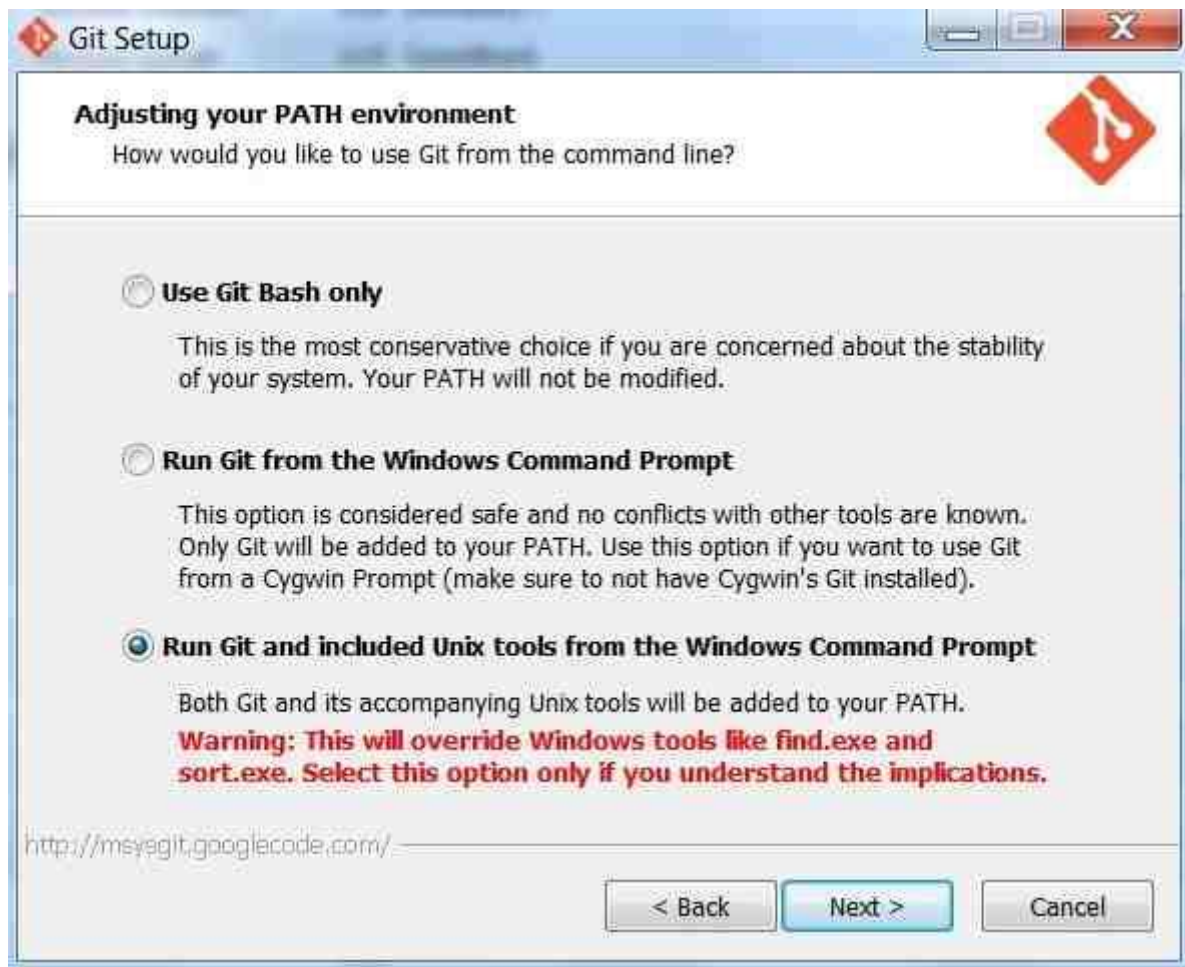 Git Setup
Adjusting your PATH environment
How would you like to use Git from the command line?
Use Git Bash only
This is the most conservative choice if you are concerned about the stability
of your system. Your PATH will not be modified.
Run Git from the Windows Command Prompt
This option is considered safe and no conflicts with other tools are known.
Only Git will be added to your PATH. Use this option if you want to use Git
from a Cygwin Prompt (make sure to not have Cygwin's Git installed).
Run Git and included Unix tools from the Windows Command Prompt
Both Git and its accompanying Unix tools will be added to your PATH.
Warning: This will override Windows tools like find.exe and
sort.exe. Select this option only if you understand the implications.
http://msysgit.googlecode.com/
< Back Next > Cancel